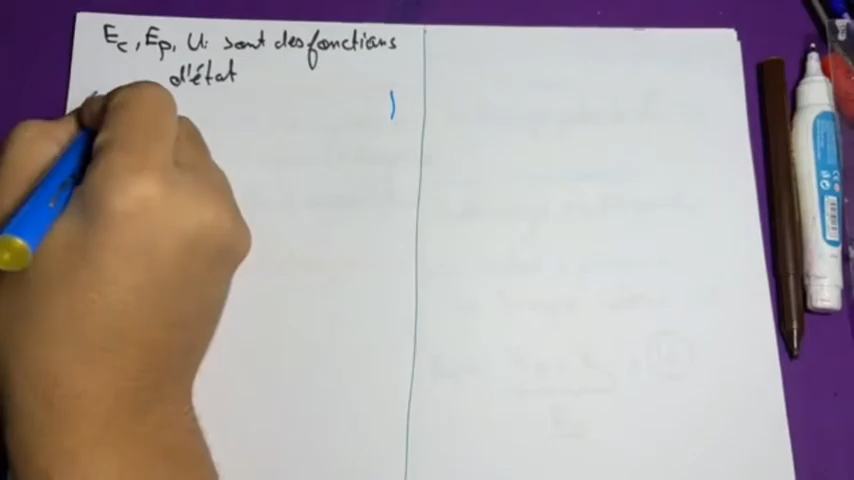 Ec, Ep, U: sont des fonctions
d'état
)